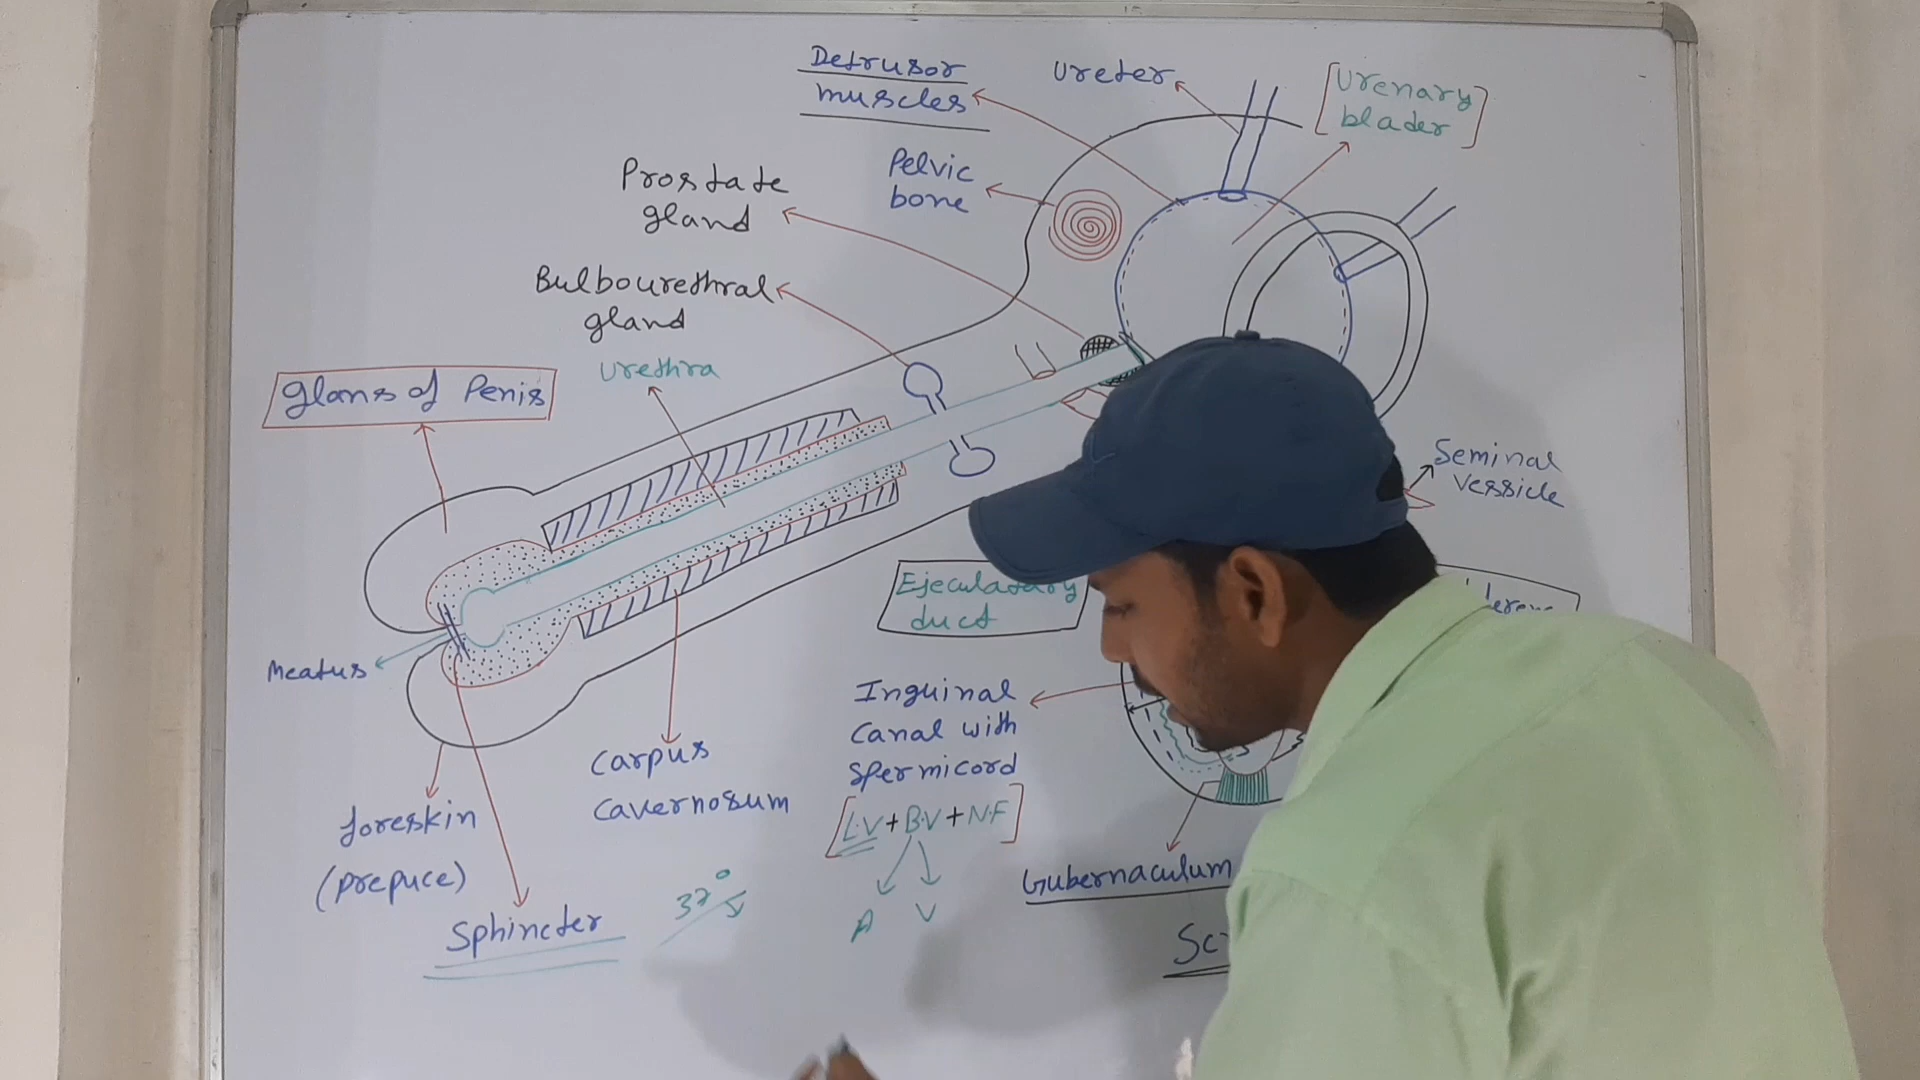 Detrusor
muscles
Ureter
[Urenary
blader]
Pelvic
bone
Prostate
gland
Bulbourethral
gland
Urethra
Glans of Penis
Seminal
Vessicle
Ejeculatary
duct
Meatus
Inguinal
Canal with
Spermicord
[L.V + B.V + N.F]
A V
Carpus
Cavernosum
foreskin
(prepuce)
Sphincter
37°
Gubernaculum